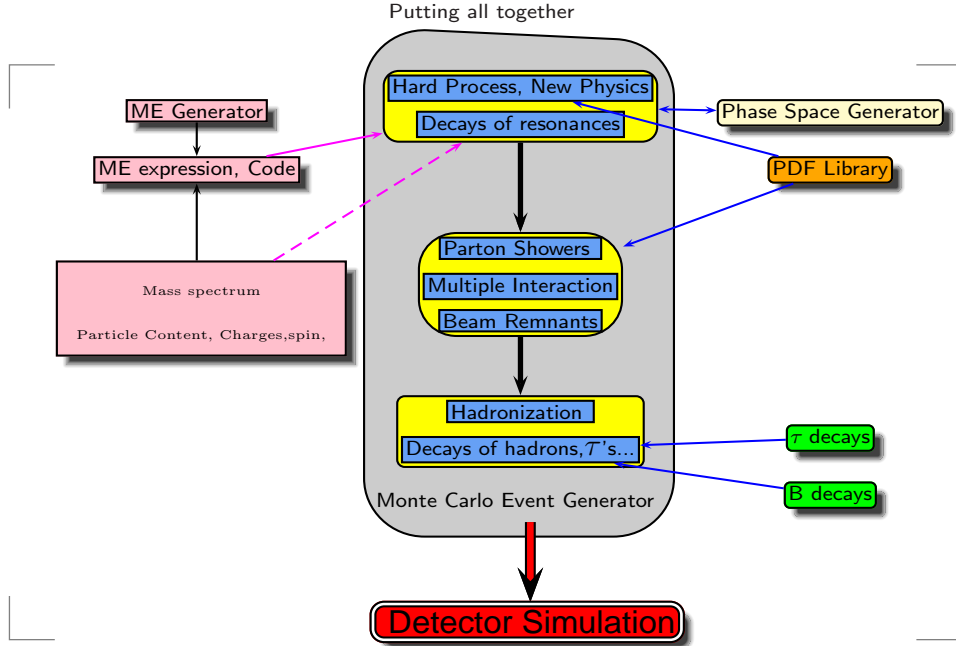 Putting all together
Hard Process, New Physics
ME Generator
Phase Space Generator
Decays of resonances
ME expression, Code
PDF Library
Parton Showers
Mass spectrum
Multiple Interaction
Particle Content, Charges,spin,
Beam Remnants
Hadronization
τ decays
Decays of hadrons,τ's...
B decays
Monte Carlo Event Generator
Detector Simulation